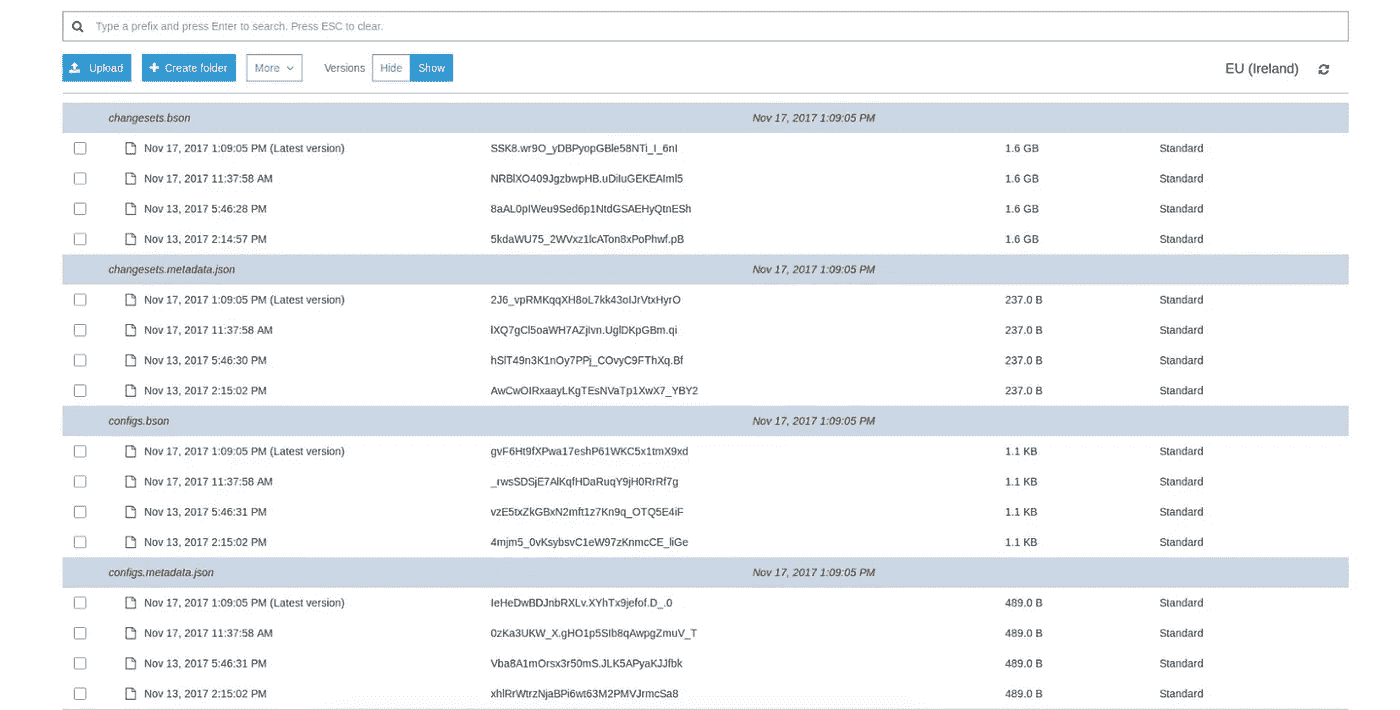 Type a prefix and press Enter to search. Press ESC to clear.
Upload Create folder More Versions Hide Show EU (Ireland)
changesets.bson Nov 17, 2017 1:09:05 PM
Nov 17, 2017 1:09:05 PM (Latest version) SSK8.wr9O_yDBPyopGBle58NTi_I_6nI 1.6 GB Standard
Nov 17, 2017 11:37:58 AM NRBlXO409JgzbwpHB.uDiIuGEKEAIml5 1.6 GB Standard
Nov 13, 2017 5:46:28 PM 8aAL0pIWeu9Sed6p1NtdGSAEHyQtnESh 1.6 GB Standard
Nov 13, 2017 2:14:57 PM 5kdaWU75_2WVxz1lcATon8xPoPhwf.pB 1.6 GB Standard
changesets.metadata.json Nov 17, 2017 1:09:05 PM
Nov 17, 2017 1:09:05 PM (Latest version) 2J6_vpRMKqqXH8oL7kk43oIJrVtxHyrO 237.0 B Standard
Nov 17, 2017 11:37:58 AM lXQ7gCl5oaWH7AZjIvn.UglDKpGBm.qi 237.0 B Standard
Nov 13, 2017 5:46:30 PM hSlT49n3K1nOy7PPj_COvyC9FThXq.Bf 237.0 B Standard
Nov 13, 2017 2:15:02 PM AwCwOIRxaayLKgTEsNVaTp1XwX7_YBY2 237.0 B Standard
configs.bson Nov 17, 2017 1:09:05 PM
Nov 17, 2017 1:09:05 PM (Latest version) gvF6Ht9fXPwa17eshP61WKC5x1tmX9xd 1.1 KB Standard
Nov 17, 2017 11:37:58 AM _rwsSDSjE7AlKqfHDaRuqY9jH0RrRf7g 1.1 KB Standard
Nov 13, 2017 5:46:31 PM vzE5txZkGBxN2mft1z7Kn9q_OTQ5E4iF 1.1 KB Standard
Nov 13, 2017 2:15:02 PM 4mjm5_0vKsybsvC1eW97zKnmcCE_liGe 1.1 KB Standard
configs.metadata.json Nov 17, 2017 1:09:05 PM
Nov 17, 2017 1:09:05 PM (Latest version) IeHeDwBDJnbRXLv.XYhTx9jefof.D_.0 489.0 B Standard
Nov 17, 2017 11:37:58 AM 0zKa3UKW_X.gHO1p5SIb8qAwpgZmuV_T 489.0 B Standard
Nov 13, 2017 5:46:31 PM Vba8A1mOrsx3r50mS.JLK5APyaKJJfbk 489.0 B Standard
Nov 13, 2017 2:15:02 PM xhlRrWtrzNjaBPi6wt63M2PMVJrmcSa8 489.0 B Standard